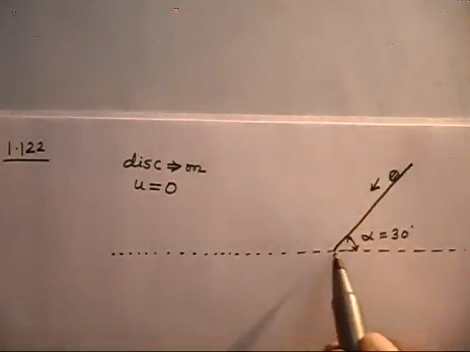 1.122
disc ⇒ m
u = 0
α = 30°